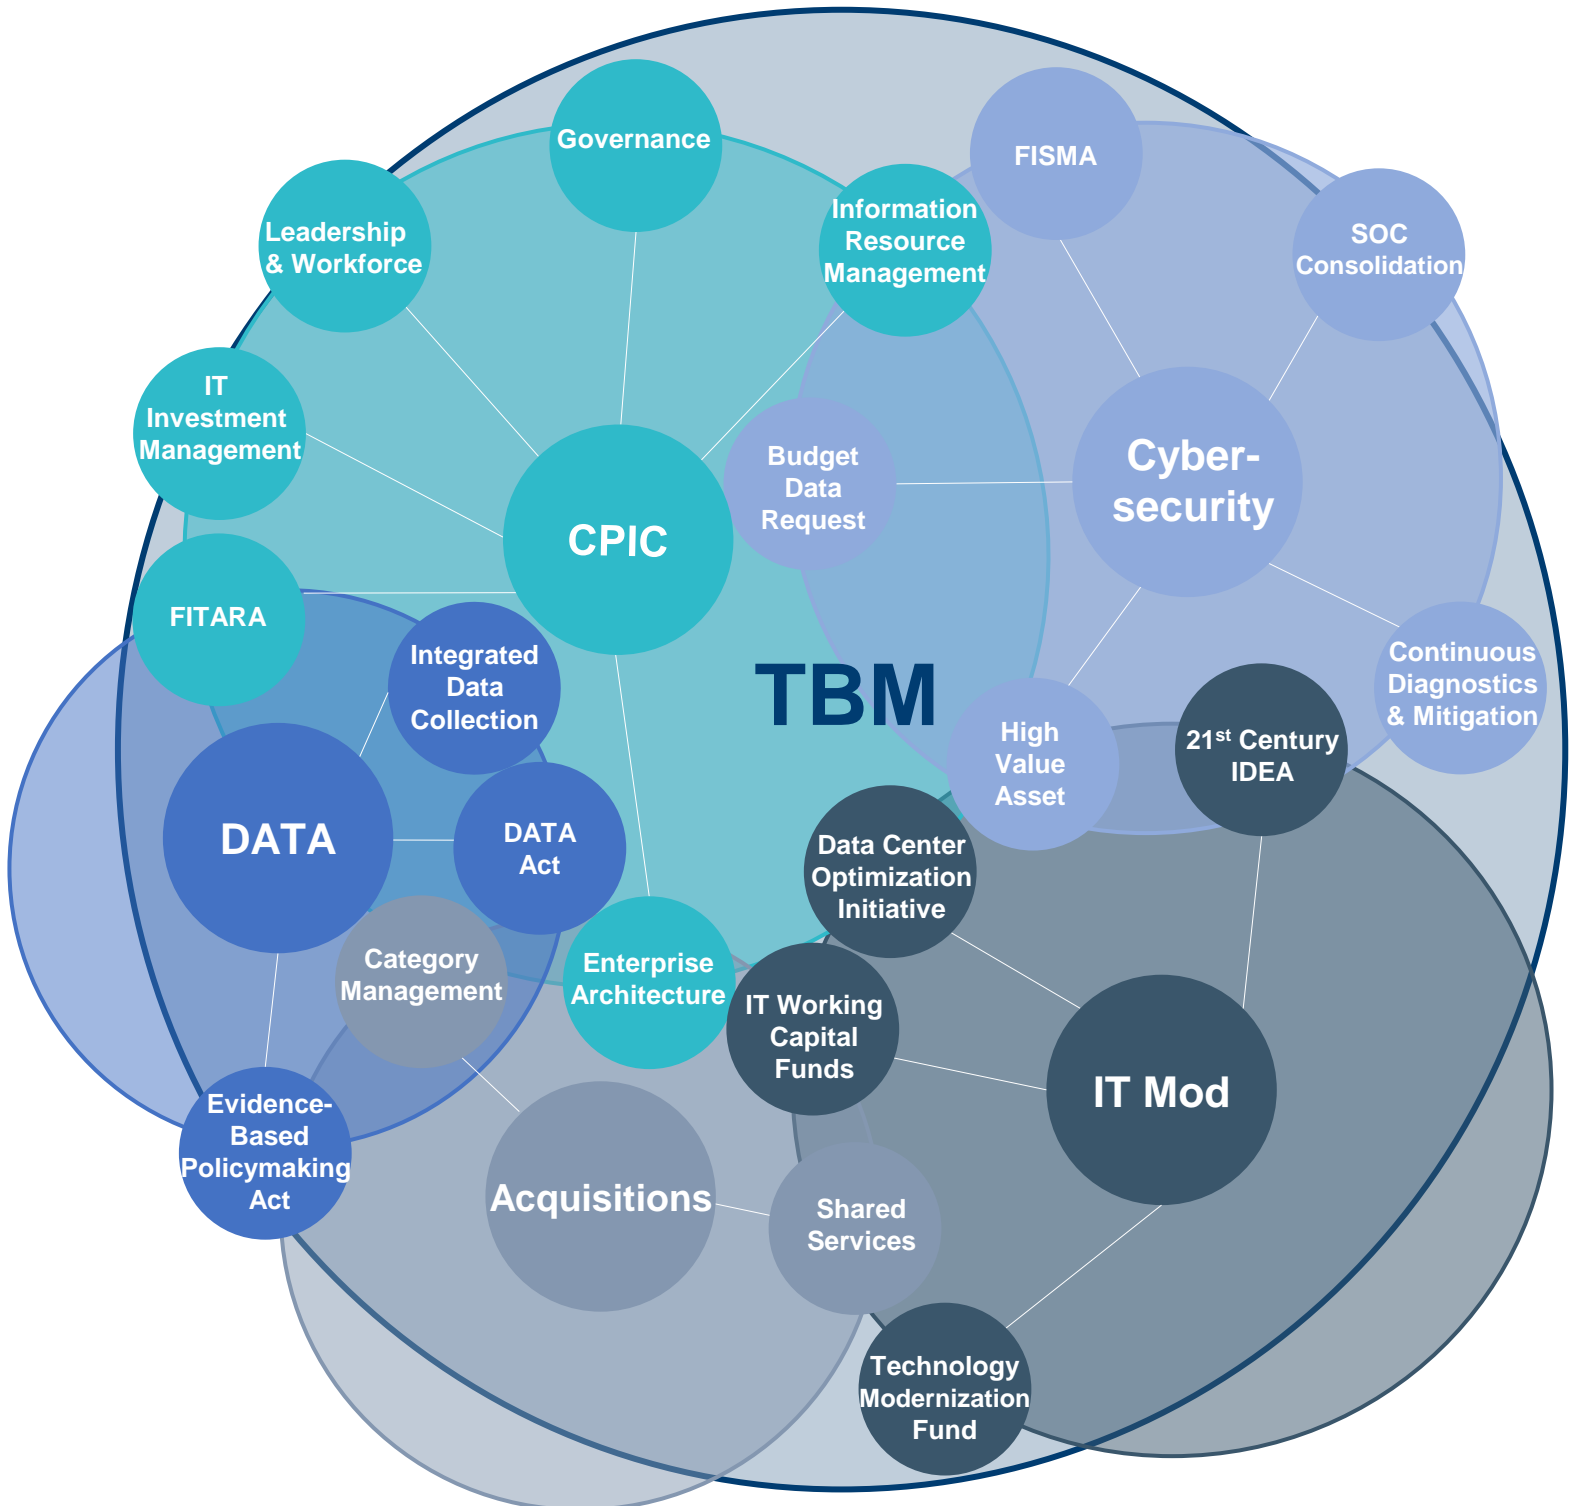 Governance
FISMA
Leadership
& Workforce
Information
Resource
Management
SOC
Consolidation
IT
Investment
Management
Budget
Data
Request
Cyber-
security
CPIC
FITARA
Integrated
Data
Collection
TBM
Continuous
Diagnostics
& Mitigation
High
Value
Asset
21st Century
IDEA
DATA
DATA
Act
Data Center
Optimization
Initiative
Category
Management
Enterprise
Architecture
IT Working
Capital
Funds
IT Mod
Evidence-
Based
Policymaking
Act
Acquisitions
Shared
Services
Technology
Modernization
Fund